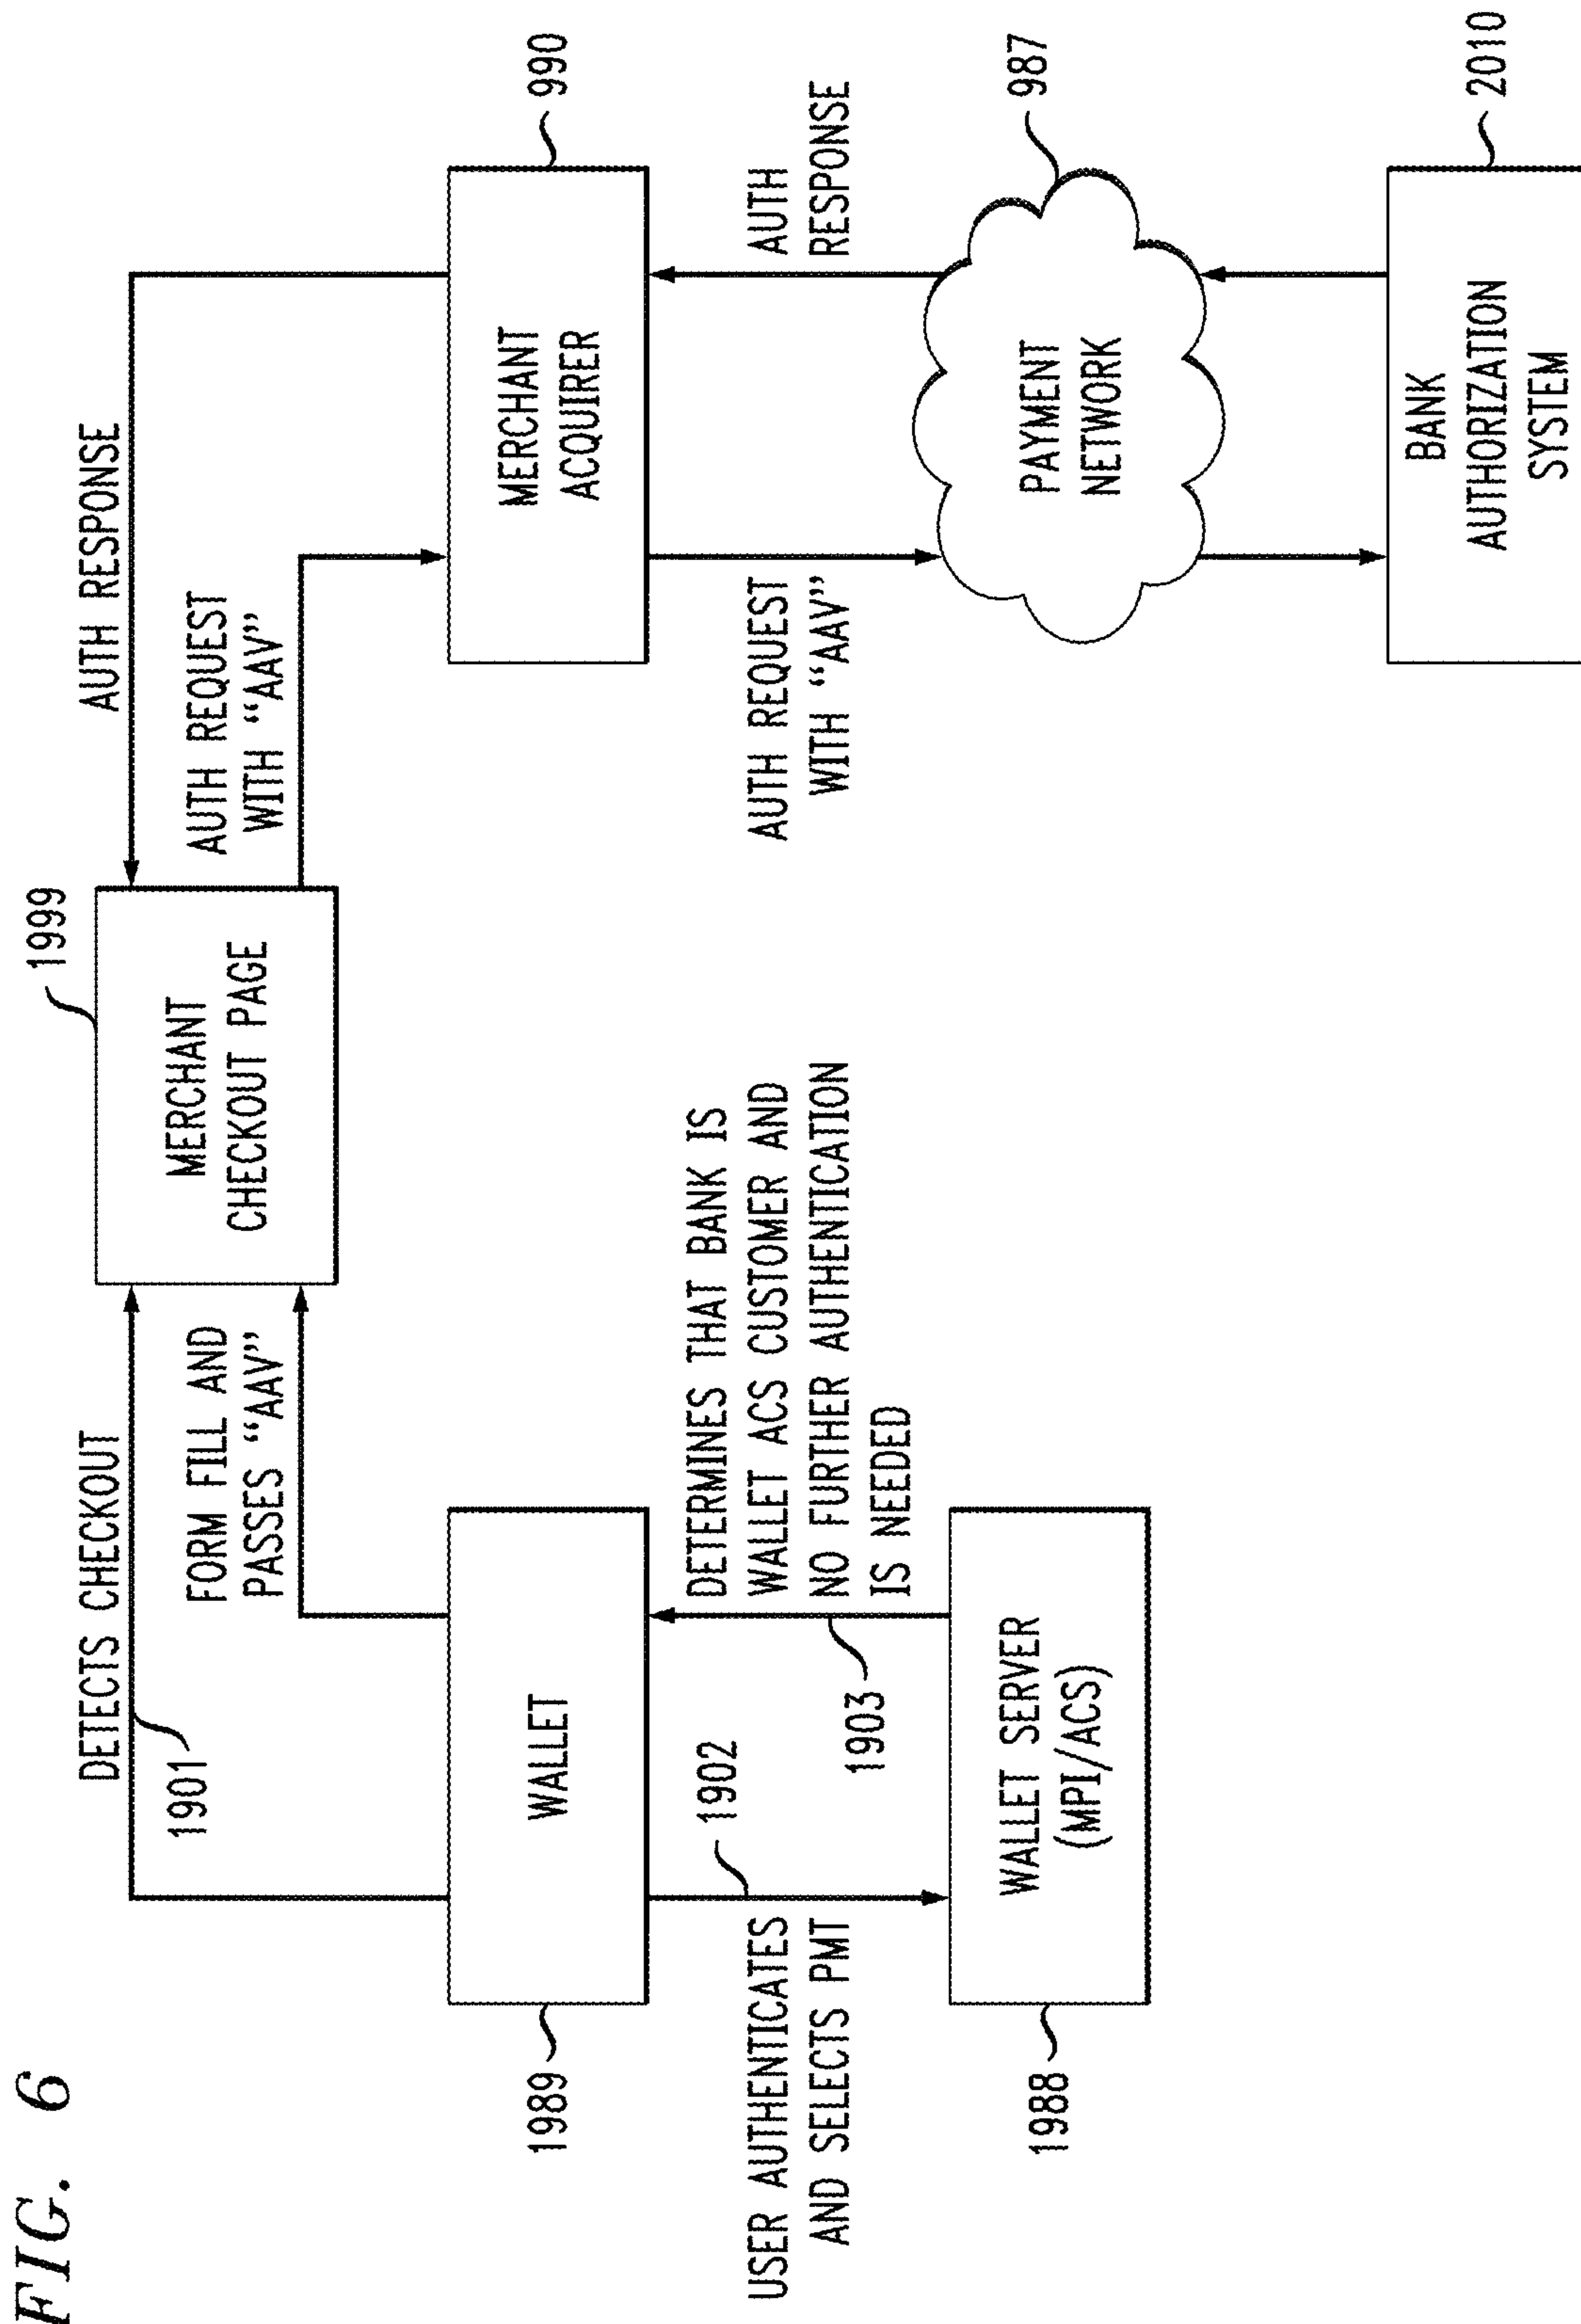 FIG. 6
DETECTS CHECKOUT
1901
FORM FILL AND
PASSES “AAV”
1999
MERCHANT
CHECKOUT PAGE
AUTH RESPONSE
AUTH REQUEST
WITH “AAV”
1989
WALLET
MERCHANT
ACQUIRER
990
USER AUTHENTICATES
AND SELECTS PMT
1902
1903
DETERMINES THAT BANK IS
WALLET ACS CUSTOMER AND
NO FURTHER AUTHENTICATION
IS NEEDED
AUTH REQUEST
WITH “AAV”
AUTH
RESPONSE
1988
WALLET SERVER
(MPI/ACS)
PAYMENT
NETWORK
987
BANK
AUTHORIZATION
SYSTEM
2010